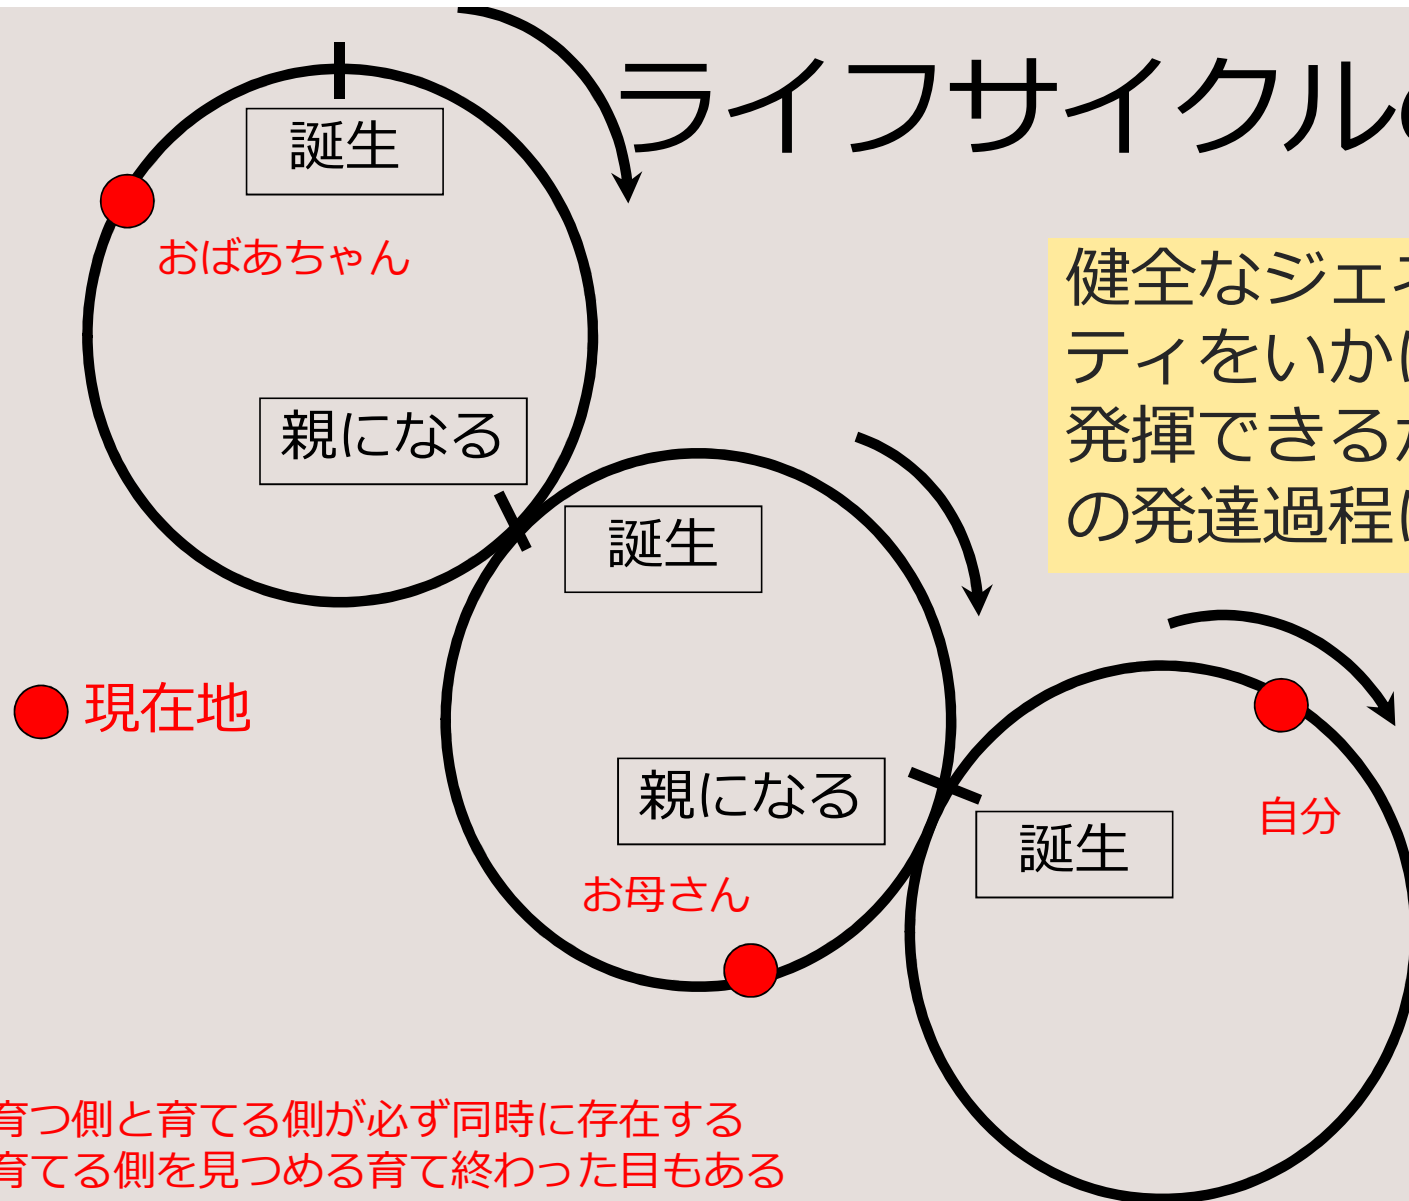 ライフサイクル
誕生
おばあちゃん
健全なジェネ
ティをいかに
発揮できるか
の発達過程に
親になる
誕生
現在地
親になる
自分
誕生
お母さん
育つ側と育てる側が必ず同時に存在する
育てる側を見つめる育て終わった目もある